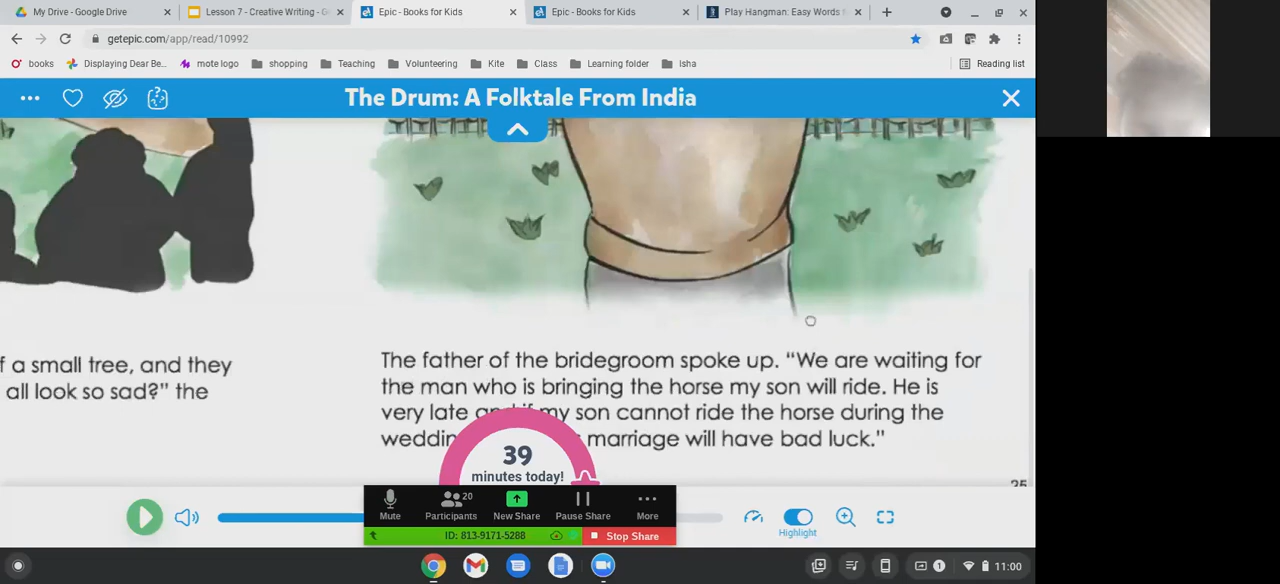 My Drive - Google Drive
Lesson 7 - Creative Writing - G
Epic - Books for Kids
Epic - Books for Kids
Play Hangman: Easy Words f
getepic.com/app/read/10992
books
Displaying Dear Be...
mote logo
shopping
Teaching
Volunteering
Kite
Class
Learning folder
Isha
Reading list
The Drum: A Folktale From India
f a small tree, and they
all look so sad?” the
The father of the bridegroom spoke up. “We are waiting for
the man who is bringing the horse my son will ride. He is
very late and if my son cannot ride the horse during the
weddin marriage will have bad luck.”
39
minutes today!
25
Mute
Participants
20
New Share
Pause Share
More
ID: 813-9171-5288
Stop Share
Highlight
1
11:00